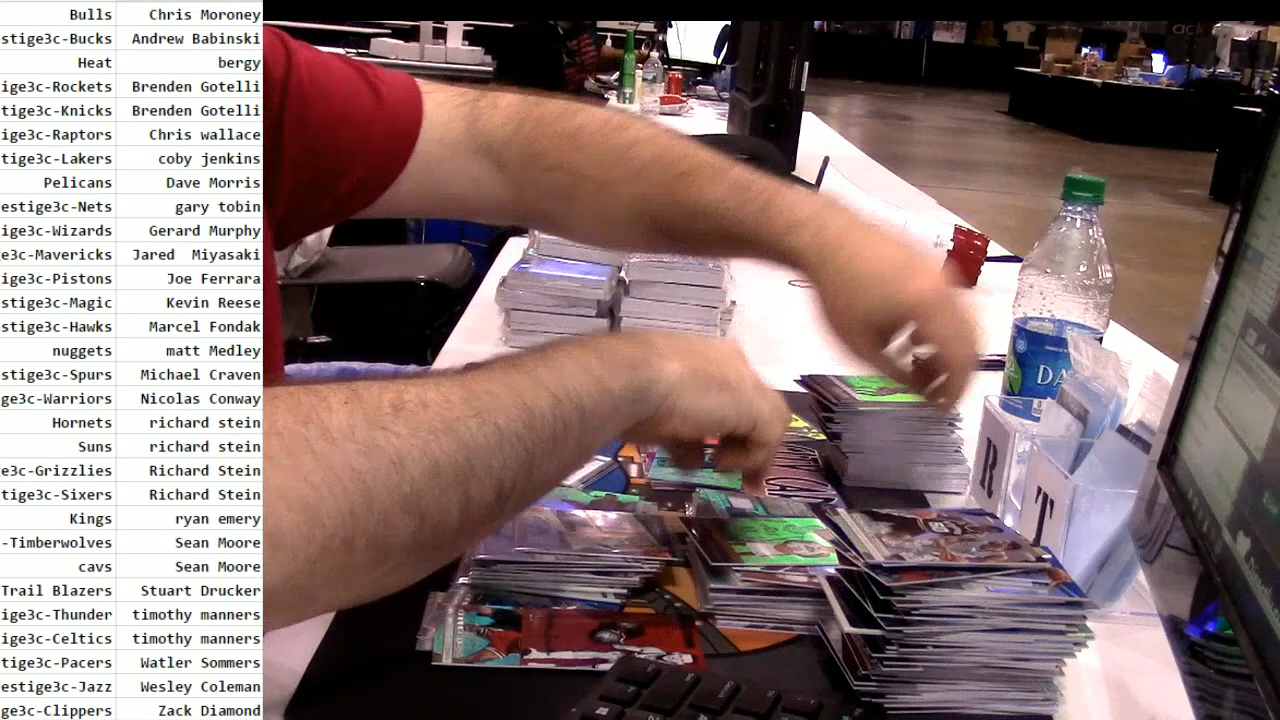 Bulls Chris Moroney
stige3c-Bucks Andrew Babinski
Heat bergy
ige3c-Rockets Brenden Gotelli
tige3c-Knicks Brenden Gotelli
ige3c-Raptors Chris wallace
tige3c-Lakers coby jenkins
Pelicans Dave Morris
estige3c-Nets gary tobin
ige3c-Wizards Gerard Murphy
e3c-Mavericks Jared Miyasaki
ige3c-Pistons Joe Ferrara
stige3c-Magic Kevin Reese
tige3c-Hawks Marcel Fondak
nuggets matt Medley
stige3c-Spurs Michael Craven
ge3c-Warriors Nicolas Conway
Hornets richard stein
Suns richard stein
e3c-Grizzlies Richard Stein
tige3c-Sixers Richard Stein
Kings ryan emery
-Timberwolves Sean Moore
cavs Sean Moore
Trail Blazers Stuart Drucker
ige3c-Thunder timothy manners
ige3c-Celtics timothy manners
tige3c-Pacers Watler Sommers
estige3c-Jazz Wesley Coleman
ge3c-Clippers Zack Diamond
DA
R
T